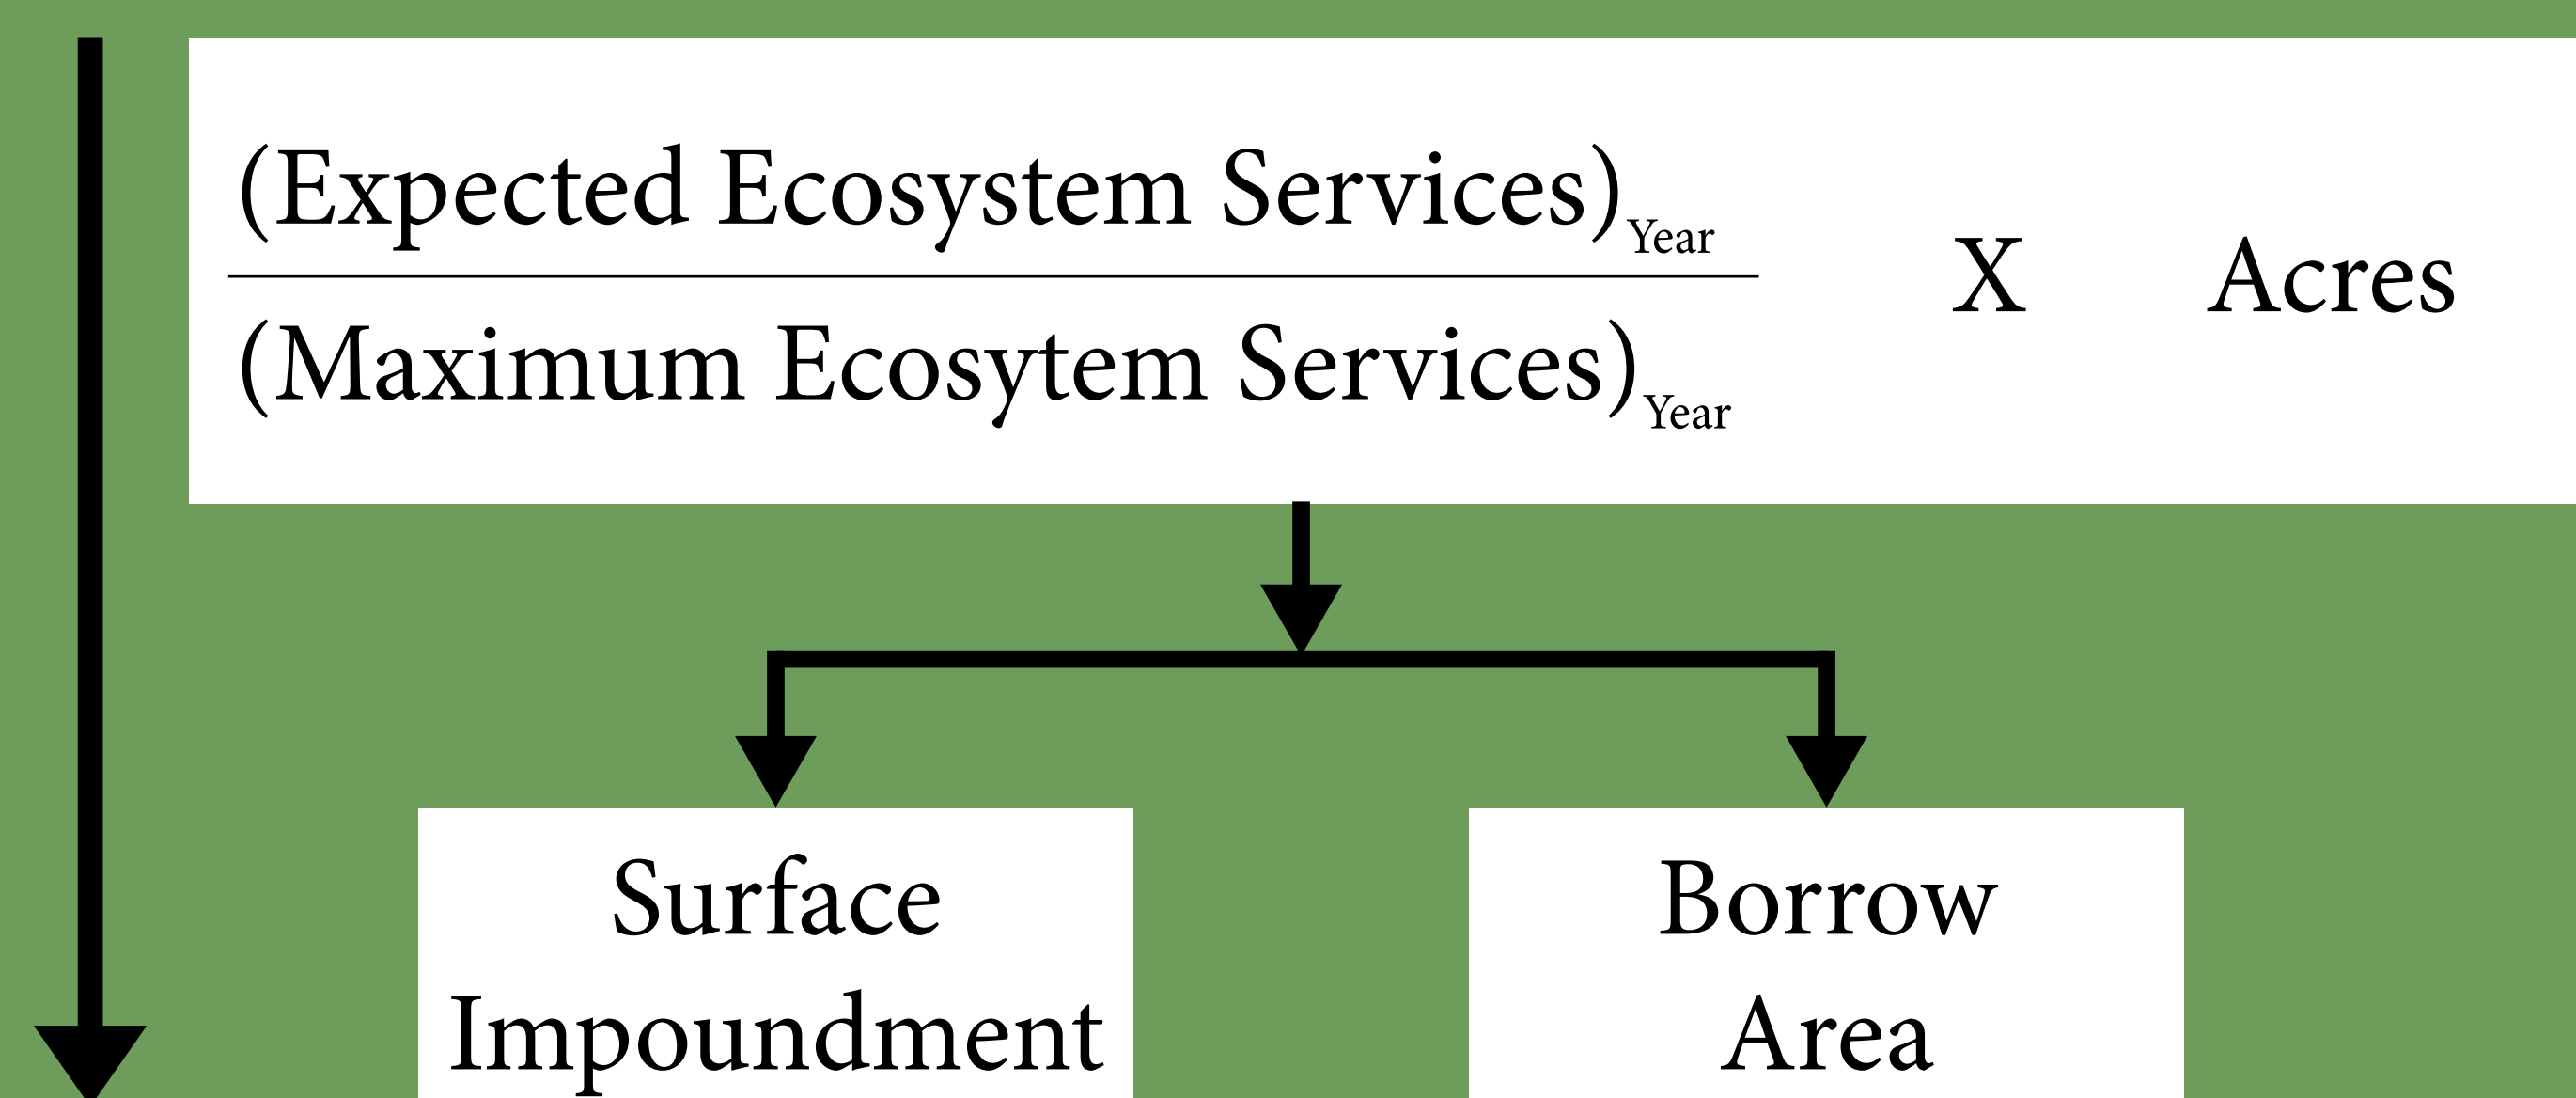 (Expected Ecosystem Services)Year
X Acres
(Maximum Ecosytem Services)Year
Surface
Impoundment
Borrow
Area